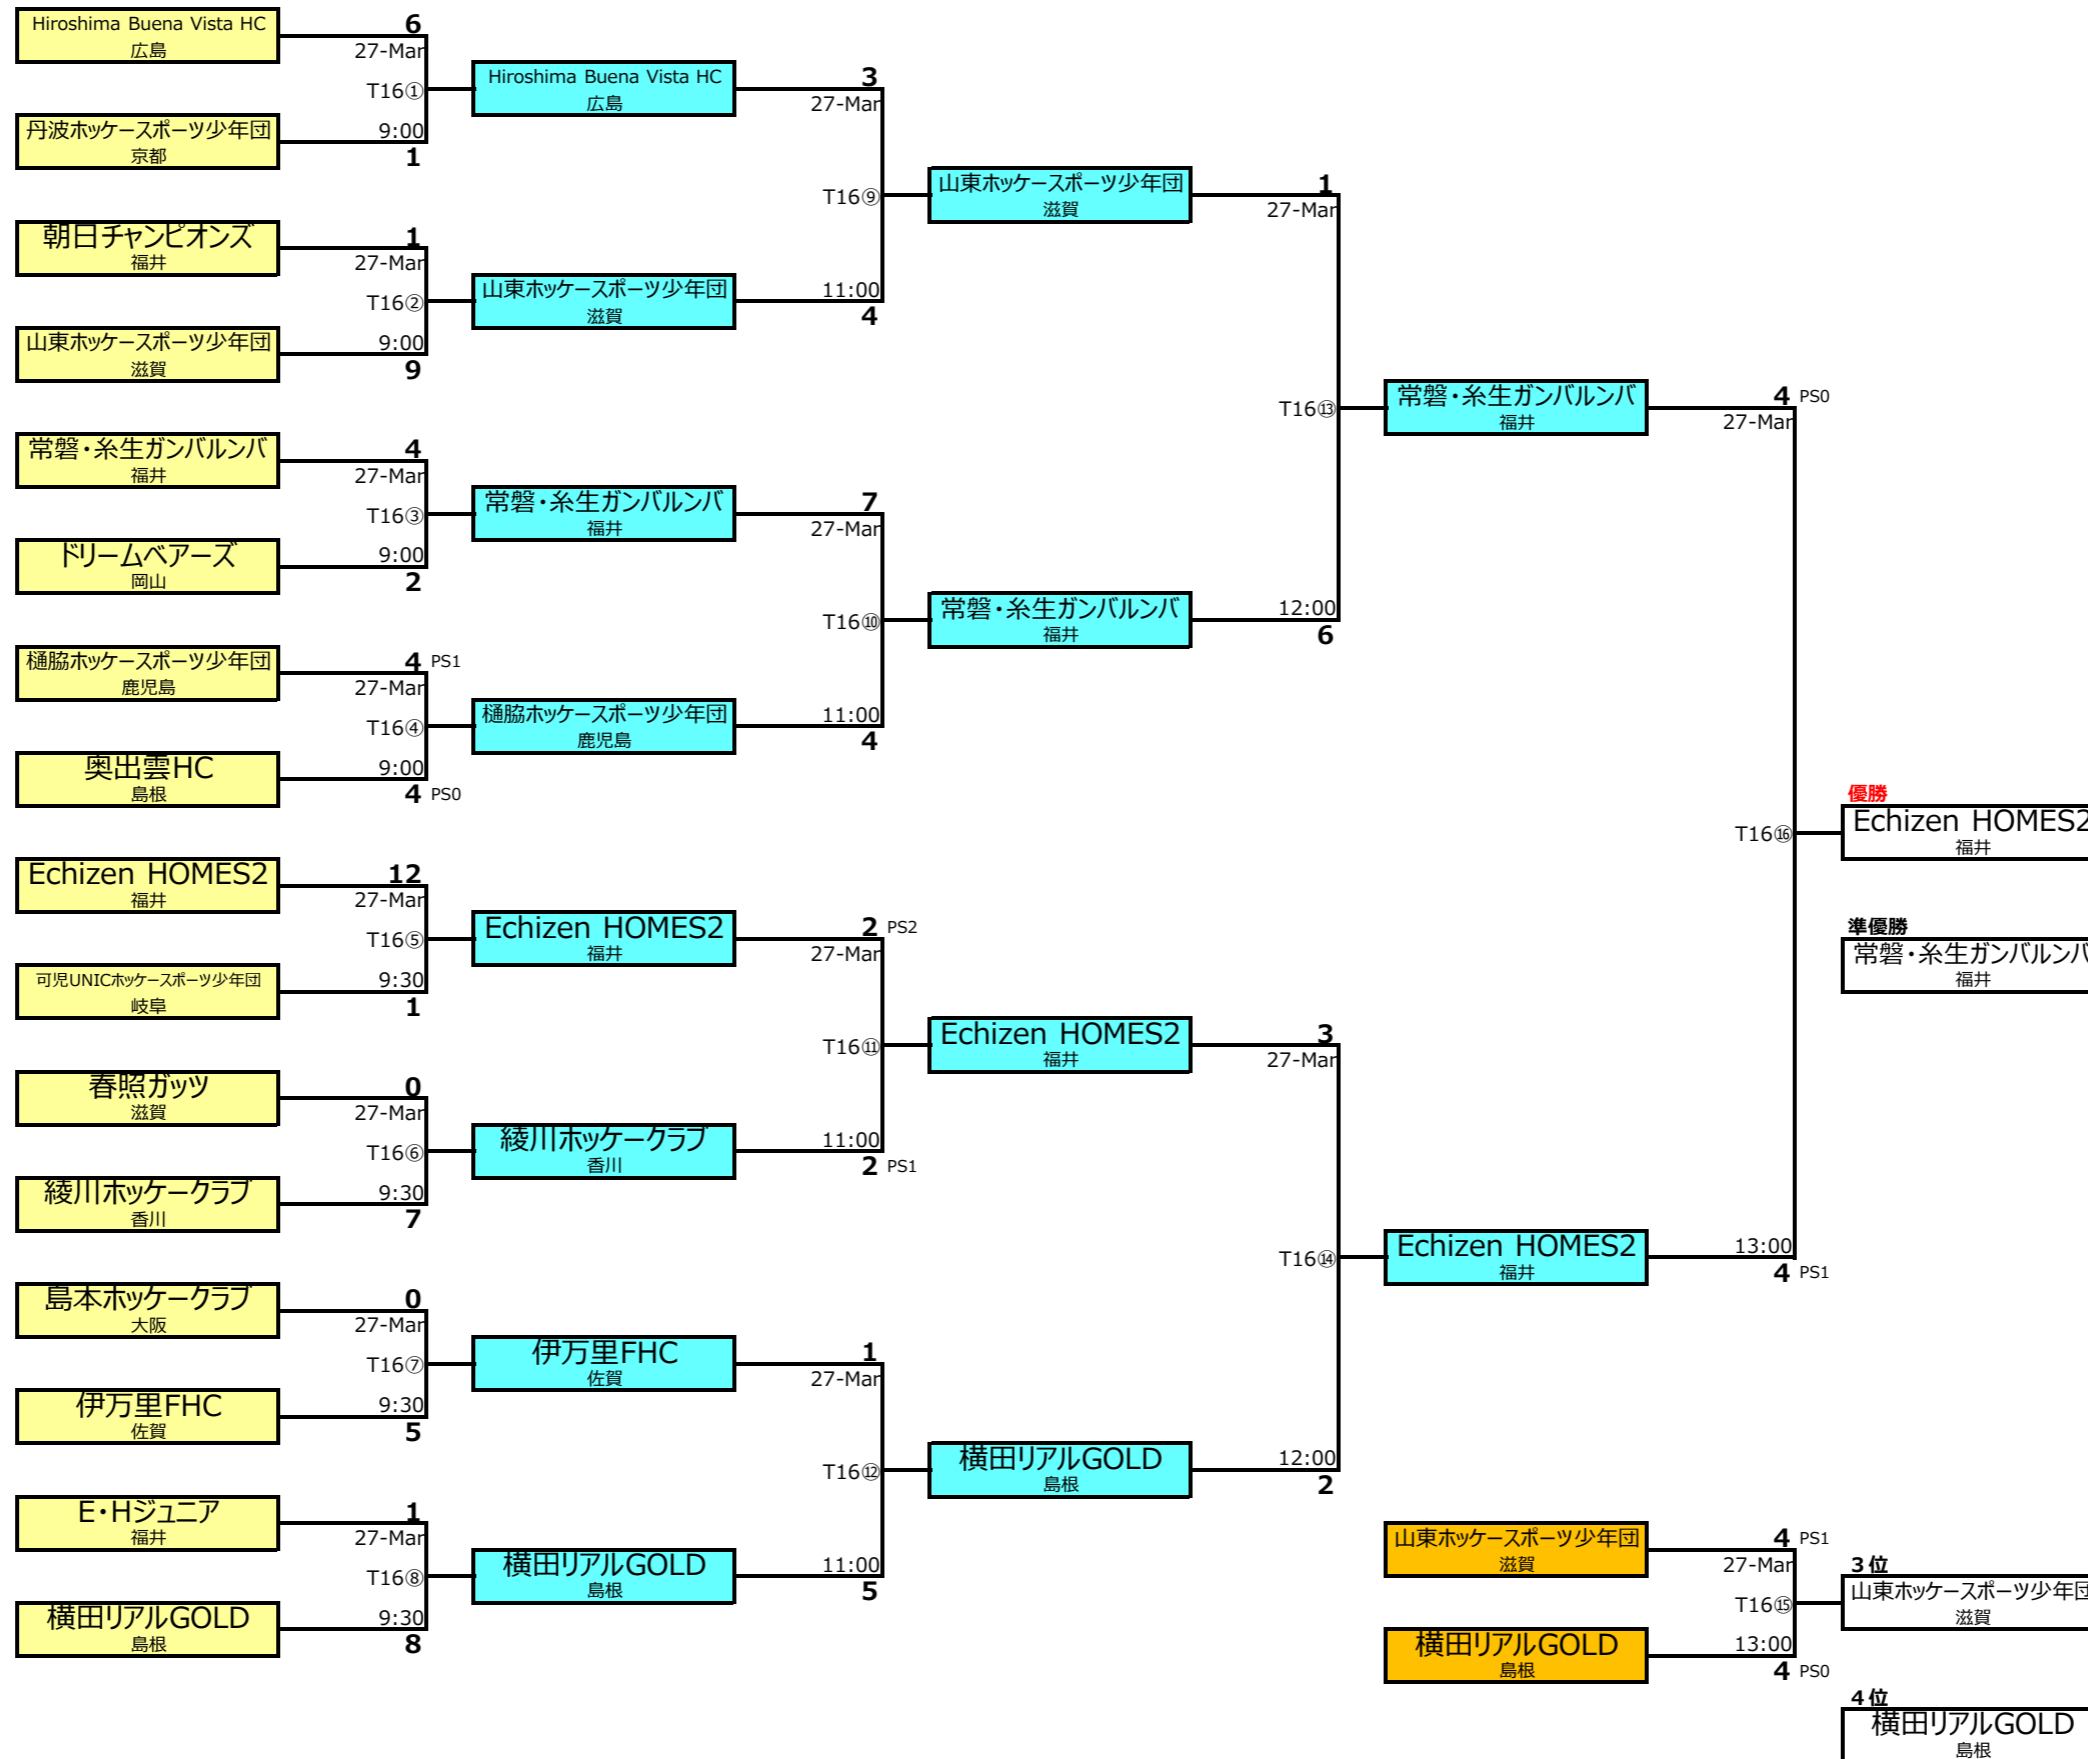 Hiroshima Buena Vista HC
広島
6
27-Mar
T16①
9:00
1
丹波ホッケースポーツ少年団
京都
朝日チャンピオンズ
福井
1
27-Mar
T16②
9:00
9
山東ホッケースポーツ少年団
滋賀
常磐・糸生ガンバルンバ
福井
4
27-Mar
T16③
9:00
2
ドリームベアーズ
岡山
樋脇ホッケースポーツ少年団
鹿児島
4 PS1
27-Mar
T16④
9:00
4 PS0
奥出雲HC
島根
Echizen HOMES2
福井
12
27-Mar
T16⑤
9:30
1
可児UNICホッケースポーツ少年団
岐阜
春照ガッツ
滋賀
0
27-Mar
T16⑥
9:30
7
綾川ホッケークラブ
香川
島本ホッケークラブ
大阪
0
27-Mar
T16⑦
9:30
5
伊万里FHC
佐賀
E・Hジュニア
福井
1
27-Mar
T16⑧
9:30
8
横田リアルGOLD
島根
Hiroshima Buena Vista HC
広島
3
27-Mar
T16⑨
11:00
4
山東ホッケースポーツ少年団
滋賀
常磐・糸生ガンバルンバ
福井
7
27-Mar
T16⑩
11:00
4
樋脇ホッケースポーツ少年団
鹿児島
Echizen HOMES2
福井
2 PS2
27-Mar
T16⑪
11:00
2 PS1
綾川ホッケークラブ
香川
伊万里FHC
佐賀
1
27-Mar
T16⑫
11:00
5
横田リアルGOLD
島根
山東ホッケースポーツ少年団
滋賀
1
27-Mar
T16⑬
12:00
6
常磐・糸生ガンバルンバ
福井
Echizen HOMES2
福井
3
27-Mar
T16⑭
12:00
2
横田リアルGOLD
島根
常磐・糸生ガンバルンバ
福井
4 PS0
27-Mar
T16⑯
13:00
4 PS1
Echizen HOMES2
福井
山東ホッケースポーツ少年団
滋賀
4 PS1
27-Mar
T16⑮
13:00
4 PS0
横田リアルGOLD
島根
優勝
Echizen HOMES2
福井
準優勝
常磐・糸生ガンバルンバ
福井
３位
山東ホッケースポーツ少年団
滋賀
４位
横田リアルGOLD
島根